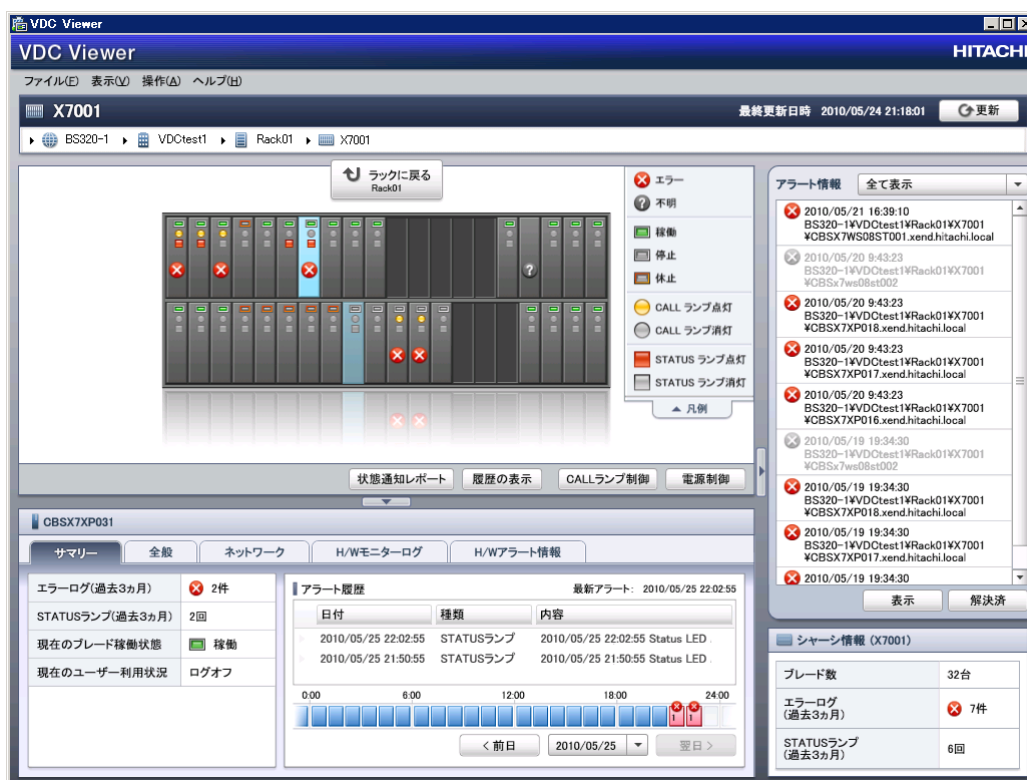 VDC Viewer
VDC Viewer
HITACHI
ファイル(F) 表示(V) 操作(A) ヘルプ(H)
X7001
最終更新日時 2010/05/24 21:18:01
更新
BS320-1 VDCtest1 Rack01 X7001
ラックに戻る
Rack01
エラー
不明
稼働
停止
休止
CALL ランプ点灯
CALL ランプ消灯
STATUS ランプ点灯
STATUS ランプ消灯
凡例
状態通知レポート 履歴の表示 CALLランプ制御 電源制御
アラート情報 全て表示
2010/05/21 16:39:10
BS320-1¥VDCtest1¥Rack01¥X7001
¥CBSX7WS08ST001.xend.hitachi.local
2010/05/20 9:43:23
BS320-1¥VDCtest1¥Rack01¥X7001
¥CBSx7ws08st002
2010/05/20 9:43:23
BS320-1¥VDCtest1¥Rack01¥X7001
¥CBSX7XP018.xend.hitachi.local
2010/05/20 9:43:23
BS320-1¥VDCtest1¥Rack01¥X7001
¥CBSX7XP017.xend.hitachi.local
2010/05/20 9:43:23
BS320-1¥VDCtest1¥Rack01¥X7001
¥CBSX7XP016.xend.hitachi.local
2010/05/19 19:34:30
BS320-1¥VDCtest1¥Rack01¥X7001
¥CBSx7ws08st002
2010/05/19 19:34:30
BS320-1¥VDCtest1¥Rack01¥X7001
¥CBSX7XP018.xend.hitachi.local
2010/05/19 19:34:30
BS320-1¥VDCtest1¥Rack01¥X7001
¥CBSX7XP017.xend.hitachi.local
2010/05/19 19:34:30
表示 解決済
CBSX7XP031
サマリー 全般 ネットワーク H/Wモニターログ H/Wアラート情報
エラーログ(過去3ヵ月) 2件
STATUSランプ(過去3ヵ月) 2回
現在のブレード稼働状態 稼働
現在のユーザー利用状況 ログオフ
アラート履歴 最新アラート: 2010/05/25 22:02:55
日付 種類 内容
2010/05/25 22:02:55 STATUSランプ 2010/05/25 22:02:55 Status LED .
2010/05/25 21:50:55 STATUSランプ 2010/05/25 21:50:55 Status LED .
0:00 6:00 12:00 18:00 24:00
1 1
< 前日 2010/05/25 翌日 >
シャーシ情報 (X7001)
ブレード数 32台
エラーログ
(過去3ヵ月) 7件
STATUSランプ
(過去3ヵ月) 6回